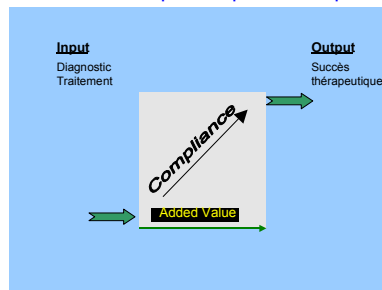 Input
Diagnostic
Traitement
Output
Succès
thérapeutique
Compliance
Added Value